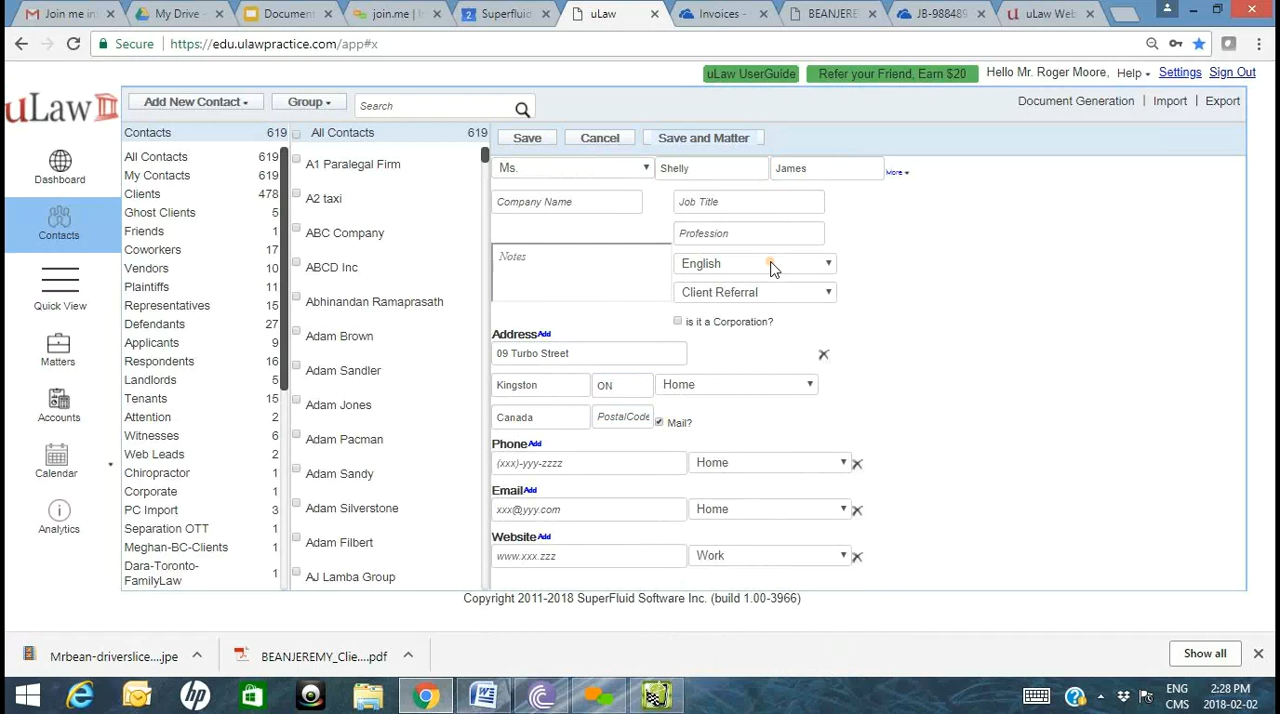 Join me in
My Drive -
Document
join.me | In
Superfluid
uLaw
Invoices -
BEANJERE
JB-988489
uLaw Web
Secure
https://edu.ulawpractice.com/app#x
uLaw UserGuide
Refer your Friend, Earn $20
Hello Mr. Roger Moore,
Help
Settings
Sign Out
uLaw
Add New Contact
Group
Search
Document Generation | Import | Export
Dashboard
Contacts
Quick View
Matters
Accounts
Calendar
Analytics
Contacts 619
All Contacts 619
My Contacts 619
Clients 478
Ghost Clients 5
Friends 1
Coworkers 17
Vendors 10
Plaintiffs 11
Representatives 19
Defendants 27
Applicants 9
Respondents 16
Landlords 5
Tenants 15
Attention 2
Witnesses 6
Web Leads 2
Chiropractor 1
Corporate 1
PC Import 3
Separation OTT 1
Meghan-BC-Clients 1
Dara-Toronto-
FamilyLaw 1
All Contacts 619
A1 Paralegal Firm
A2 taxi
ABC Company
ABCD Inc
Abhinandan Ramaprasath
Adam Brown
Adam Sandler
Adam Jones
Adam Pacman
Adam Sandy
Adam Silverstone
Adam Filbert
AJ Lamba Group
Save
Cancel
Save and Matter
Ms.
Shelly
James
More
Company Name
Job Title
Profession
Notes
English
Client Referral
is it a Corporation?
Address Add
09 Turbo Street
Kingston
ON
Home
Canada
PostalCode
Mail?
Phone Add
(xxx)-yyy-zzzz
Home
Email Add
xxx@yyy.com
Home
Website Add
www.xxx.zzz
Work
Copyright 2011-2018 SuperFluid Software Inc. (build 1.00-3966)
Mrbean-driverslice....jpe
BEANJEREMY_Clie....pdf
Show all
ENG
CMS
2:28 PM
2018-02-02